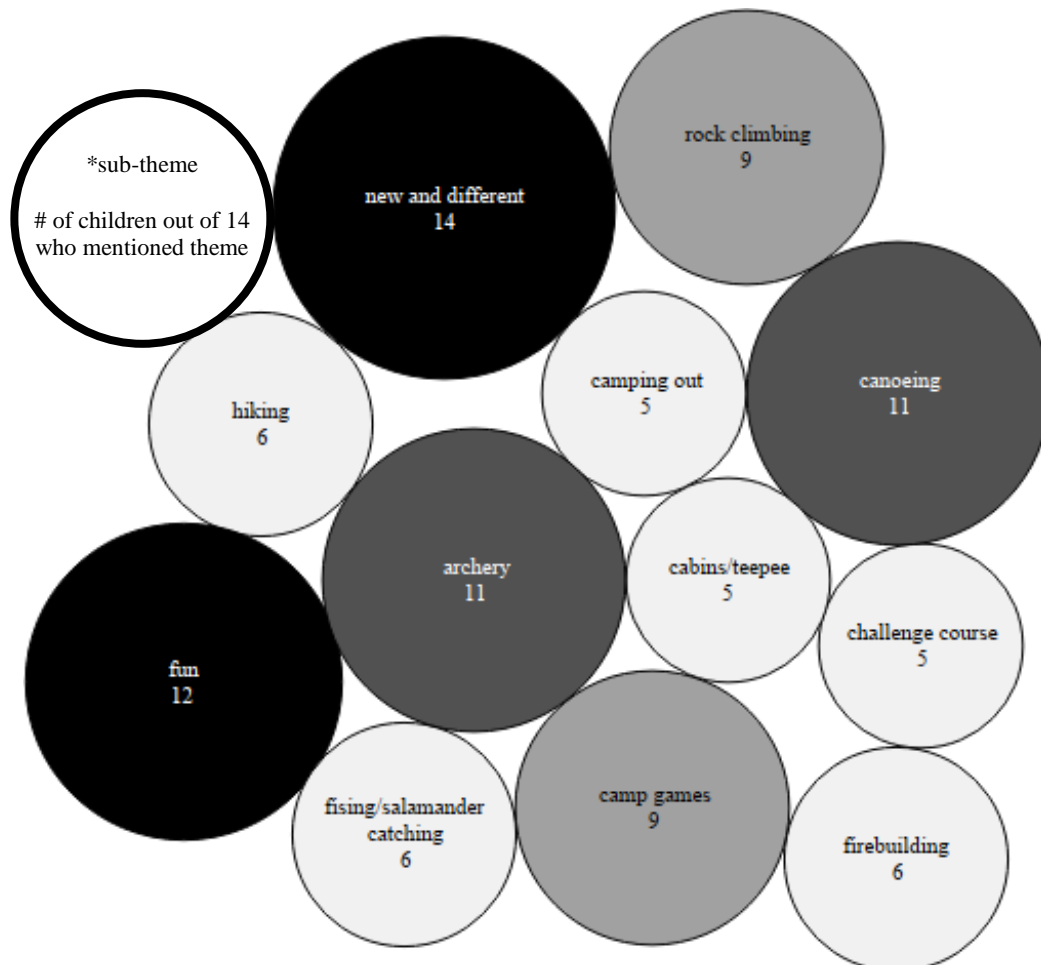 *sub-theme
# of children out of 14
who mentioned theme
new and different
14
rock climbing
9
hiking
6
camping out
5
canoeing
11
archery
11
cabins/teepee
5
challenge course
5
fun
12
fising/salamander
catching
6
camp games
9
firebuilding
6